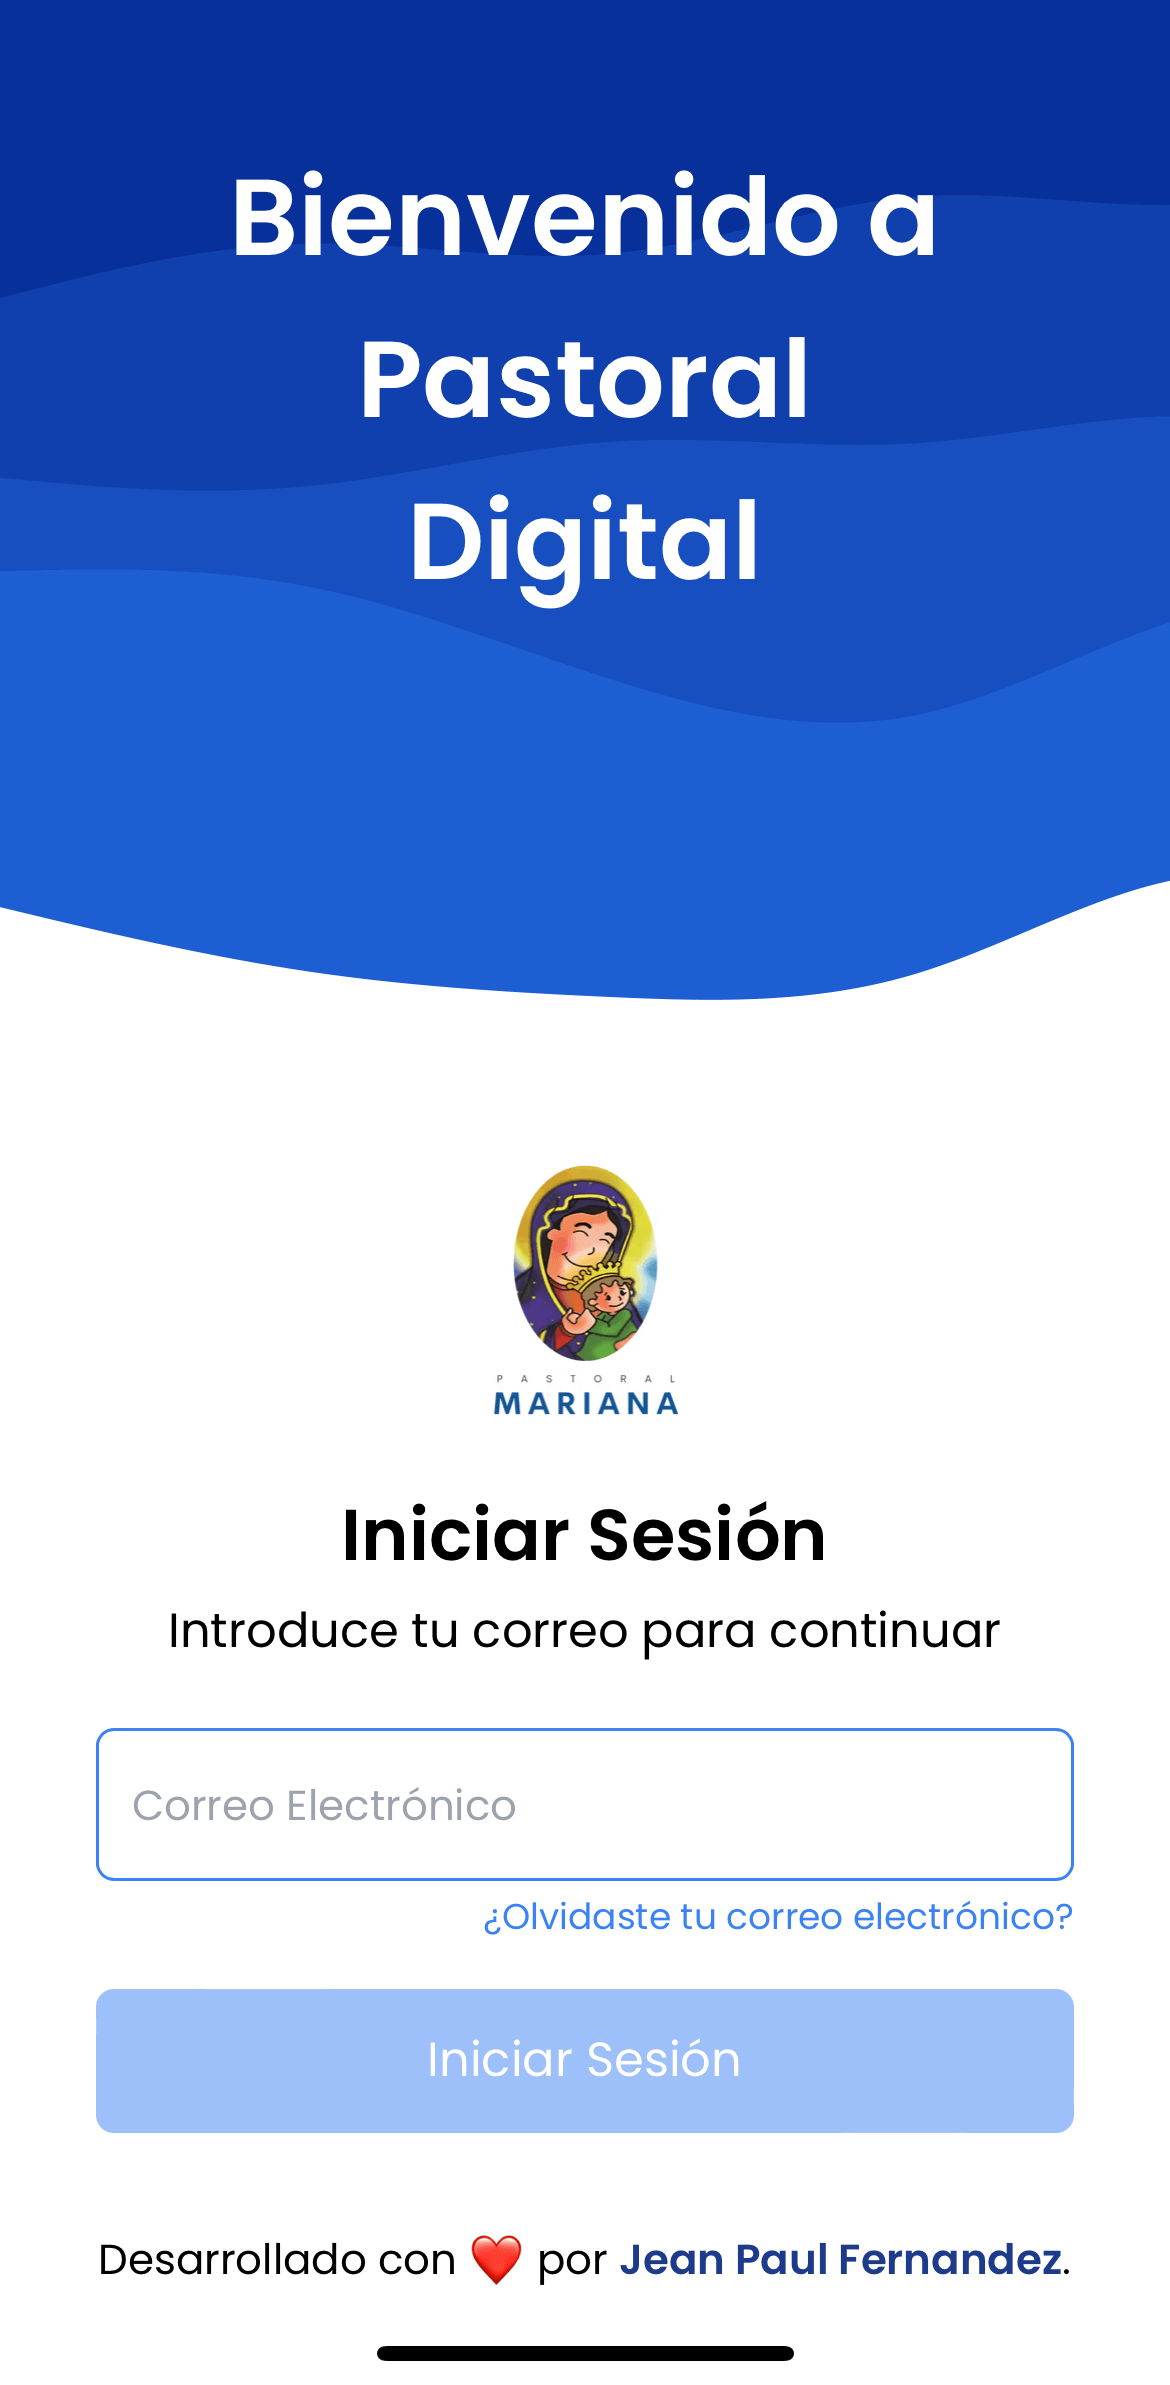 Bienvenido a
Pastoral
Digital
PASTORAL
MARIANA
Iniciar Sesión
Introduce tu correo para continuar
Correo Electrónico
¿Olvidaste tu correo electrónico?
Iniciar Sesión
Desarrollado con ❤️ por Jean Paul Fernandez.